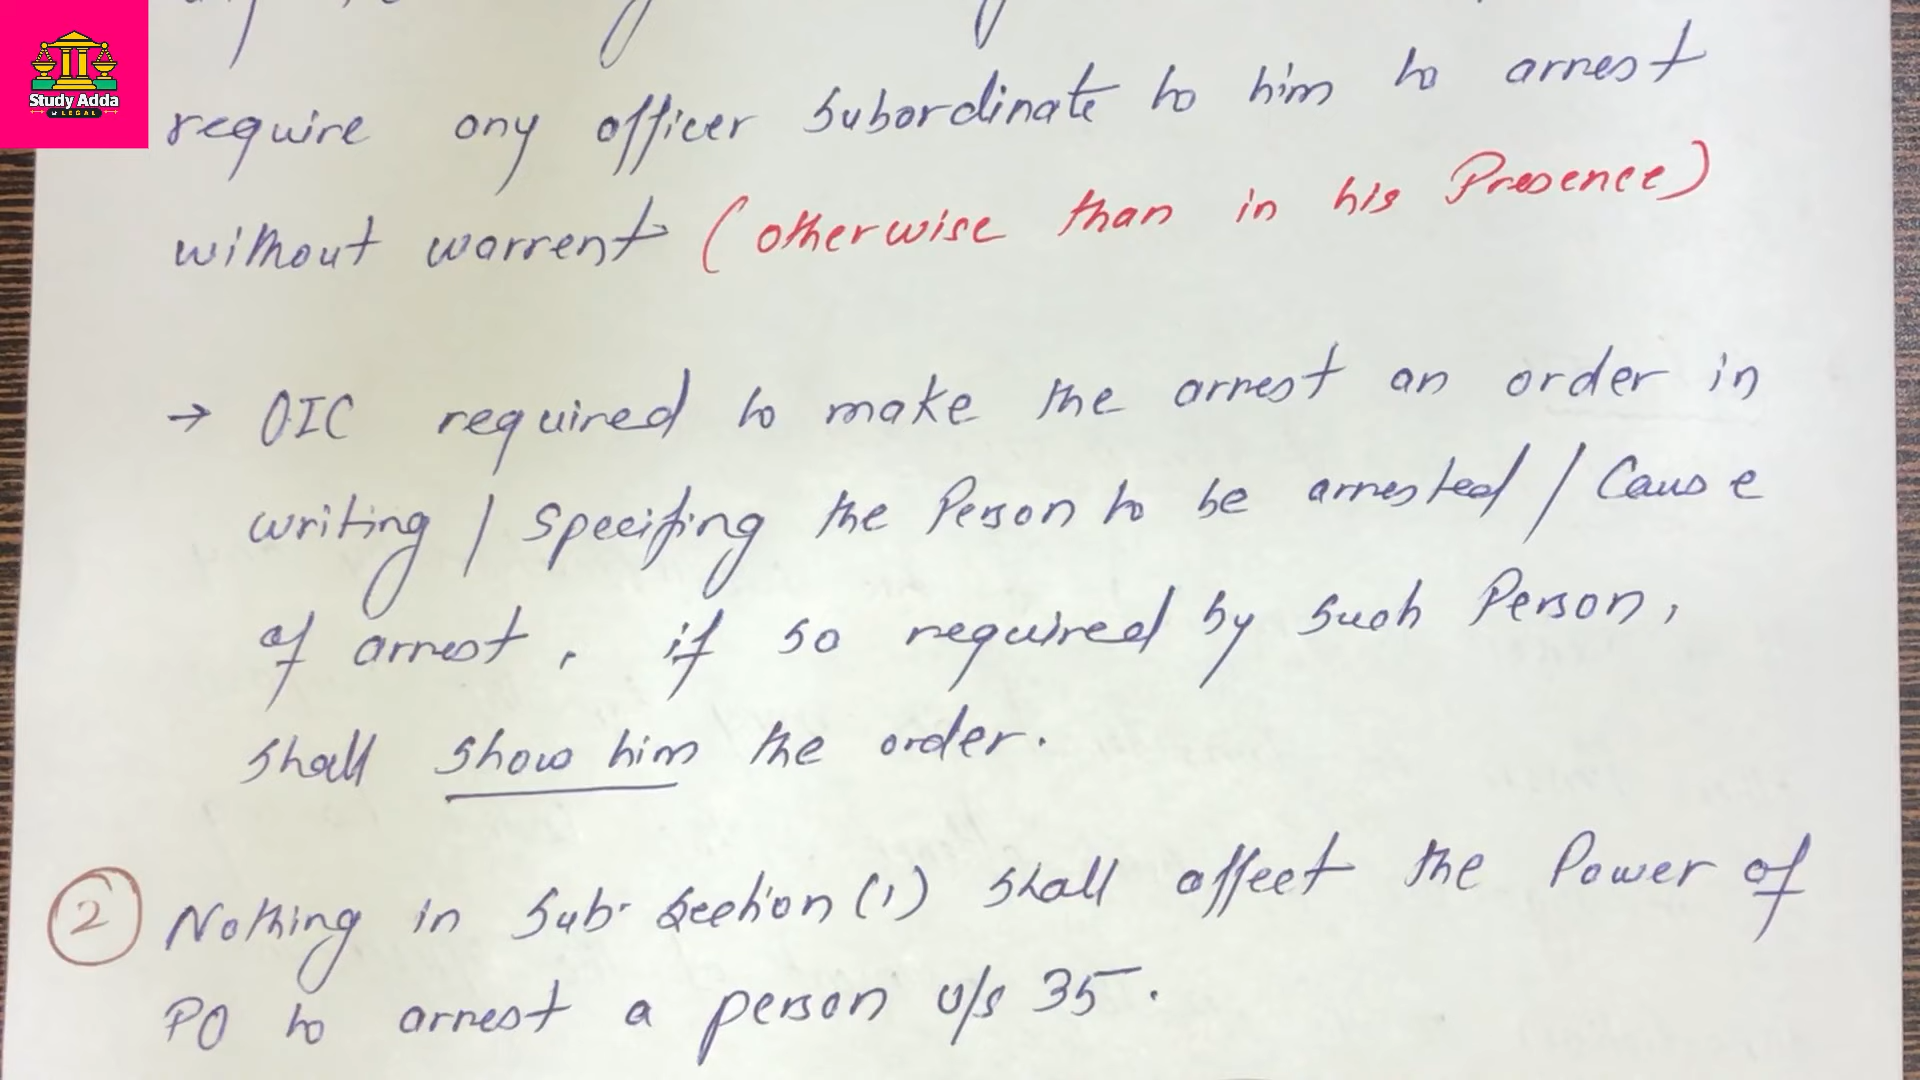 Study Adda
LEGAL
require any officer Subordinate to him to arrest
without warrent (otherwise than in his Presence)
→ OIC required to make the arrest an order in
writing / Specifing the Person to be arrested / Cause
of arrest, if so required by Such Person,
Shall Show him the order.
2 Nothing in Sub-Section (1) Shall affect the Power of
PO to arrest a person u/s 35.